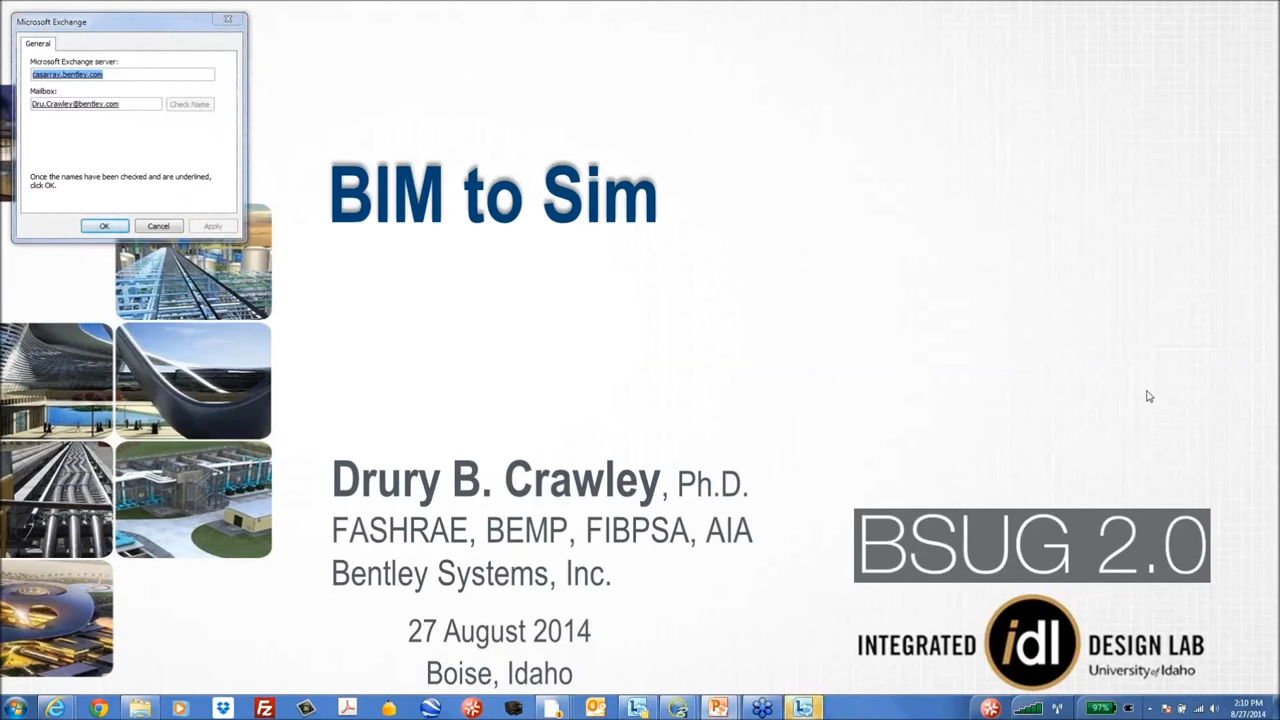 Microsoft Exchange
General
Microsoft Exchange server:
casarray.bentley.com
Mailbox:
Dru.Crawley@bentley.com
Check Name
Once the names have been checked and are underlined,
click OK.
OK Cancel Apply
BIM to Sim
Drury B. Crawley, Ph.D.
FASHRAE, BEMP, FIBPSA, AIA
Bentley Systems, Inc.
27 August 2014
Boise, Idaho
BSUG 2.0
INTEGRATED idl DESIGN LAB
University of Idaho
97%
2:10 PM
8/27/2014